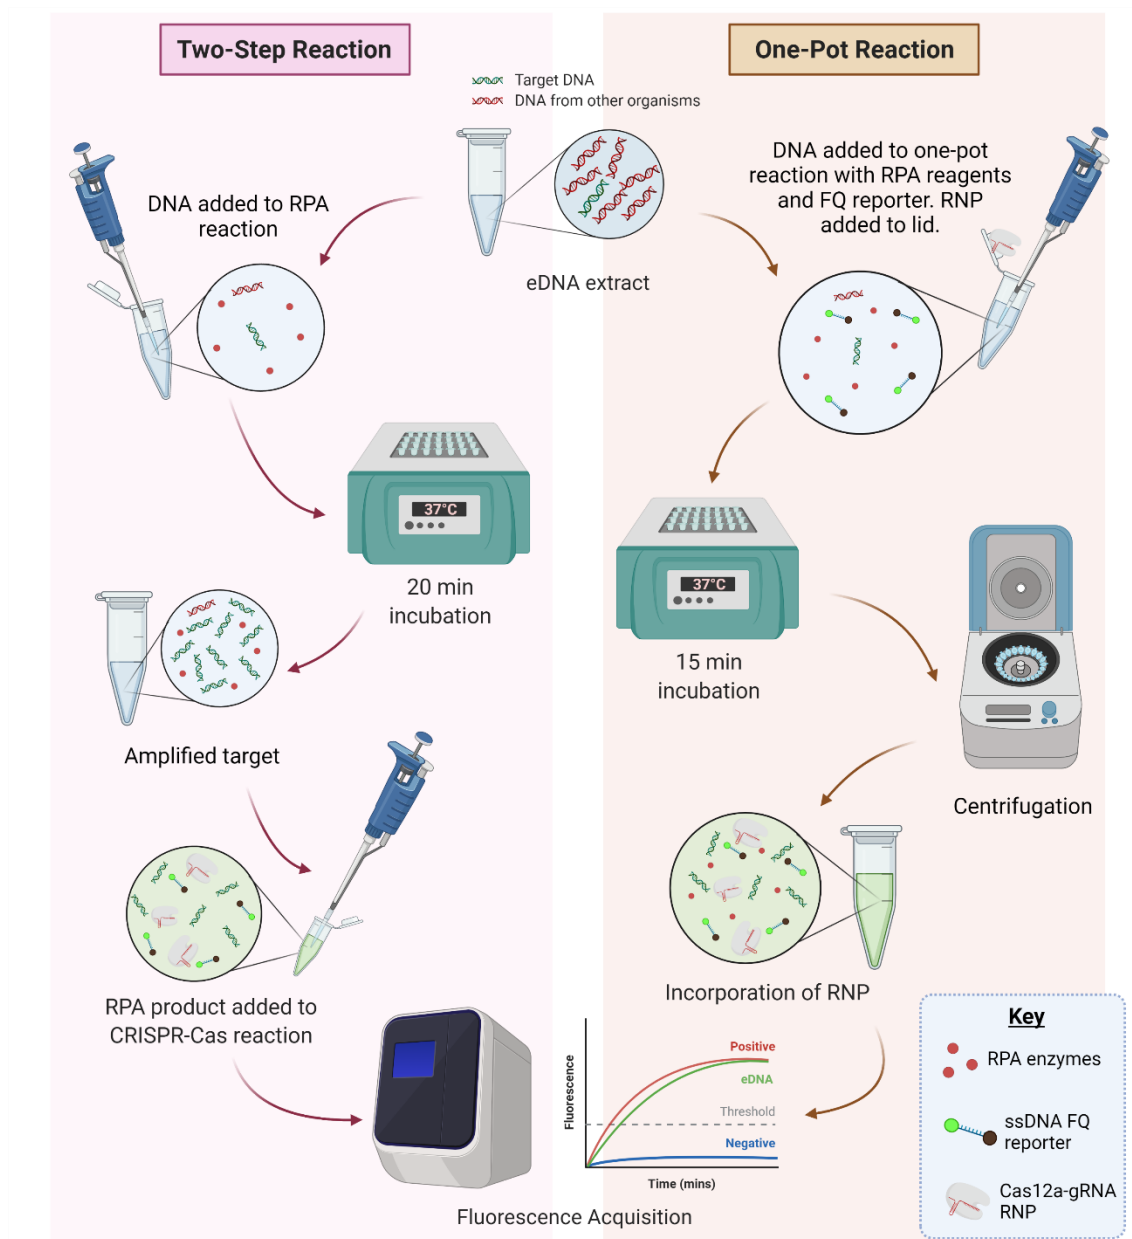 Two-Step Reaction
One-Pot Reaction
Target DNA
DNA from other organisms
DNA added to RPA
reaction
eDNA extract
DNA added to one-pot
reaction with RPA reagents
and FQ reporter. RNP
added to lid.
37°C
20 min
incubation
37°C
15 min
incubation
Amplified target
Centrifugation
RPA product added to
CRISPR-Cas reaction
Incorporation of RNP
Fluorescence
Positive
eDNA
Threshold
Negative
Time (mins)
Fluorescence Acquisition
Key
RPA enzymes
ssDNA FQ
reporter
Cas12a-gRNA
RNP